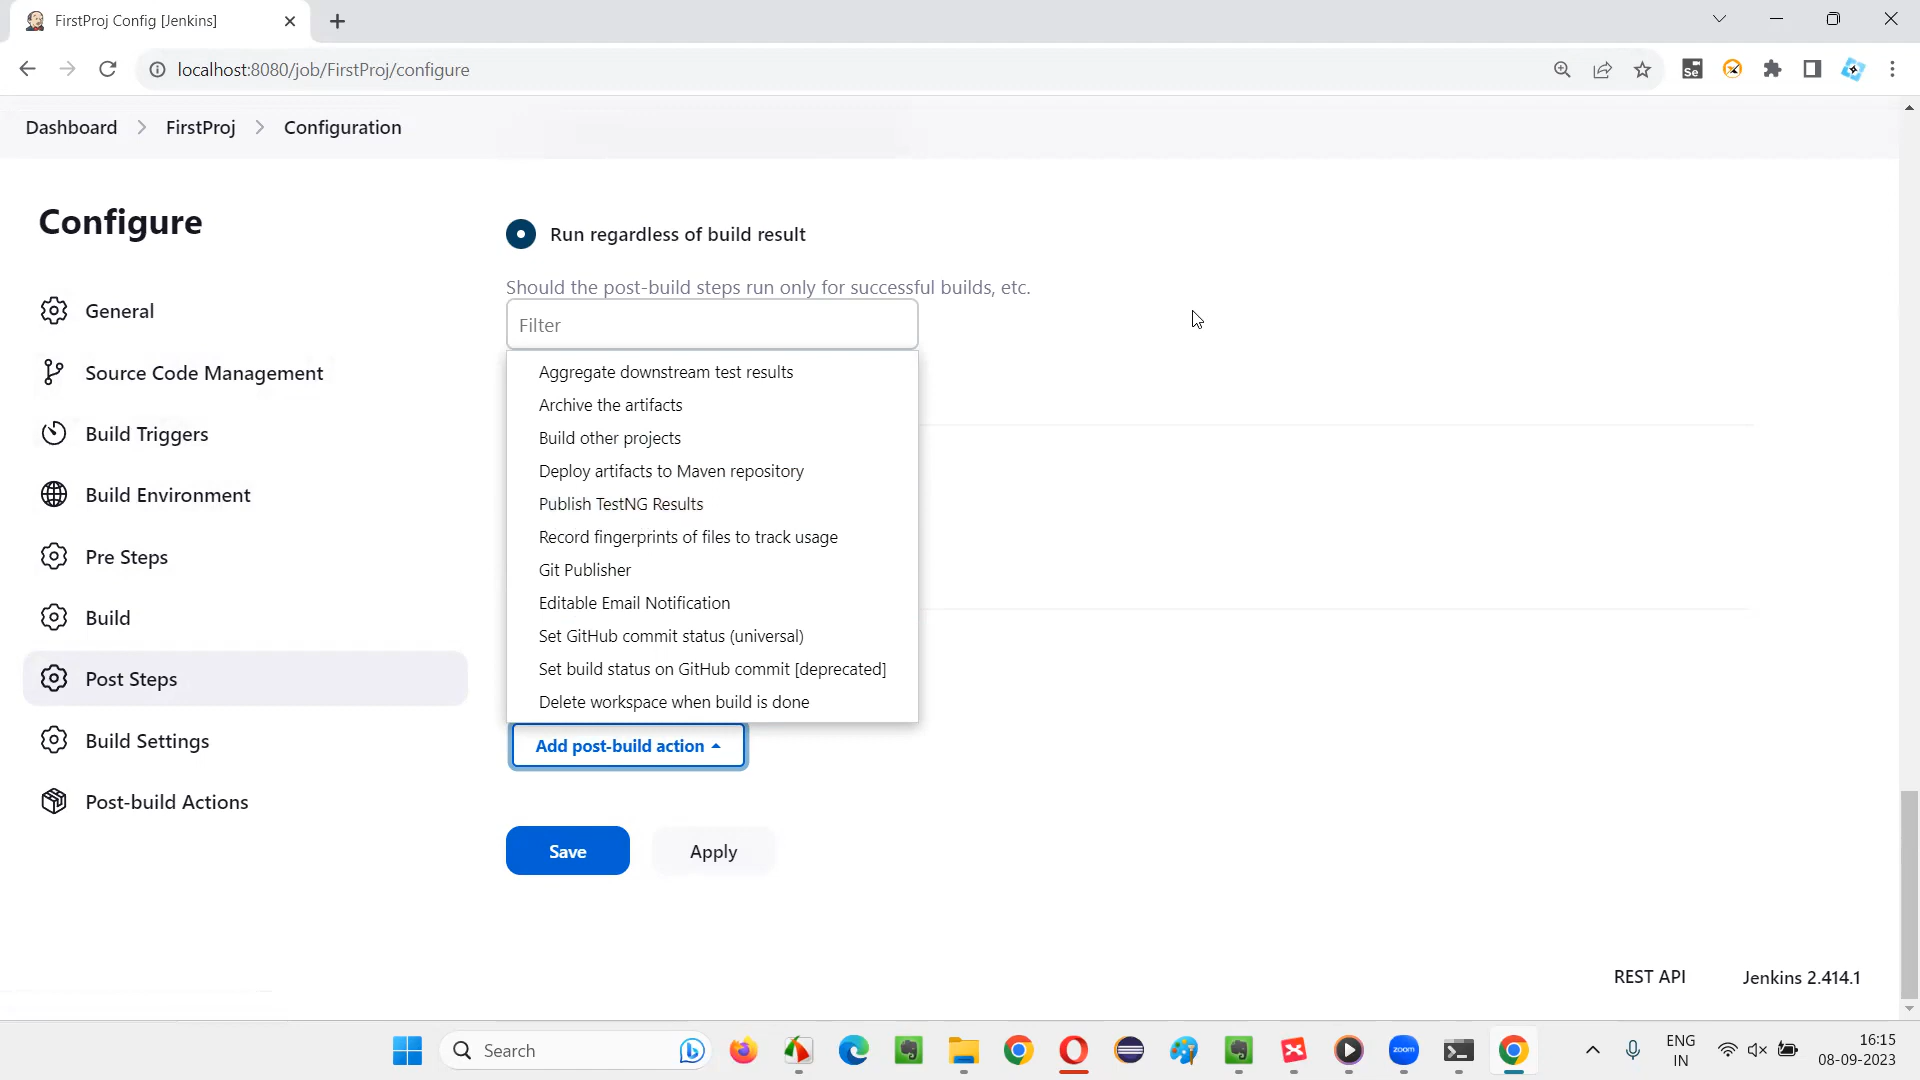 FirstProj Config [Jenkins]
localhost:8080/job/FirstProj/configure
Dashboard
FirstProj
Configuration
Configure
General
Source Code Management
Build Triggers
Build Environment
Pre Steps
Build
Post Steps
Build Settings
Post-build Actions
Run regardless of build result
Should the post-build steps run only for successful builds, etc.
Filter
Aggregate downstream test results
Archive the artifacts
Build other projects
Deploy artifacts to Maven repository
Publish TestNG Results
Record fingerprints of files to track usage
Git Publisher
Editable Email Notification
Set GitHub commit status (universal)
Set build status on GitHub commit [deprecated]
Delete workspace when build is done
Add post-build action
Save
Apply
REST API
Jenkins 2.414.1
Search
zoom
ENG
IN
16:15
08-09-2023
Se